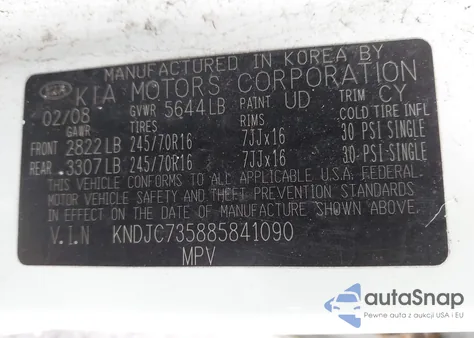 MANUFACTURED IN KOREA BY
KIA KIA MOTORS CORPORATION
02/08 GVWR 5644LB PAINT UD TRIM CY
GAWR TIRES RIMS COLD TIRE INFL
FRONT 2822LB 245/70R16 7JJx16 30 PSI-SINGLE
REAR 3307LB 245/70R16 7JJx16 30 PSI-SINGLE
THIS VEHICLE CONFORMS TO ALL APPLICABLE U.S.A. FEDERAL
MOTOR VEHICLE SAFETY, THEFT PREVENTION STANDARDS
IN EFFECT ON THE DATE OF MANUFACTURE SHOWN ABOVE.
V.I.N KNDJC735885841090
MPV
autoSnap
Pewne auta z aukcji USA i EU